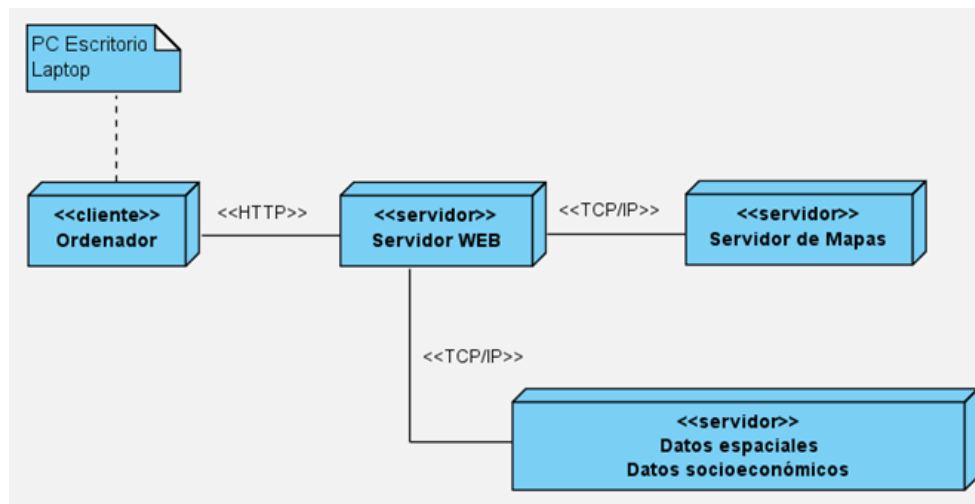 PC Escritorio
Laptop
<<cliente>>
Ordenador
<<HTTP>>
<<servidor>>
Servidor WEB
<<TCP/IP>>
<<servidor>>
Servidor de Mapas
<<TCP/IP>>
<<servidor>>
Datos espaciales
Datos socioeconómicos